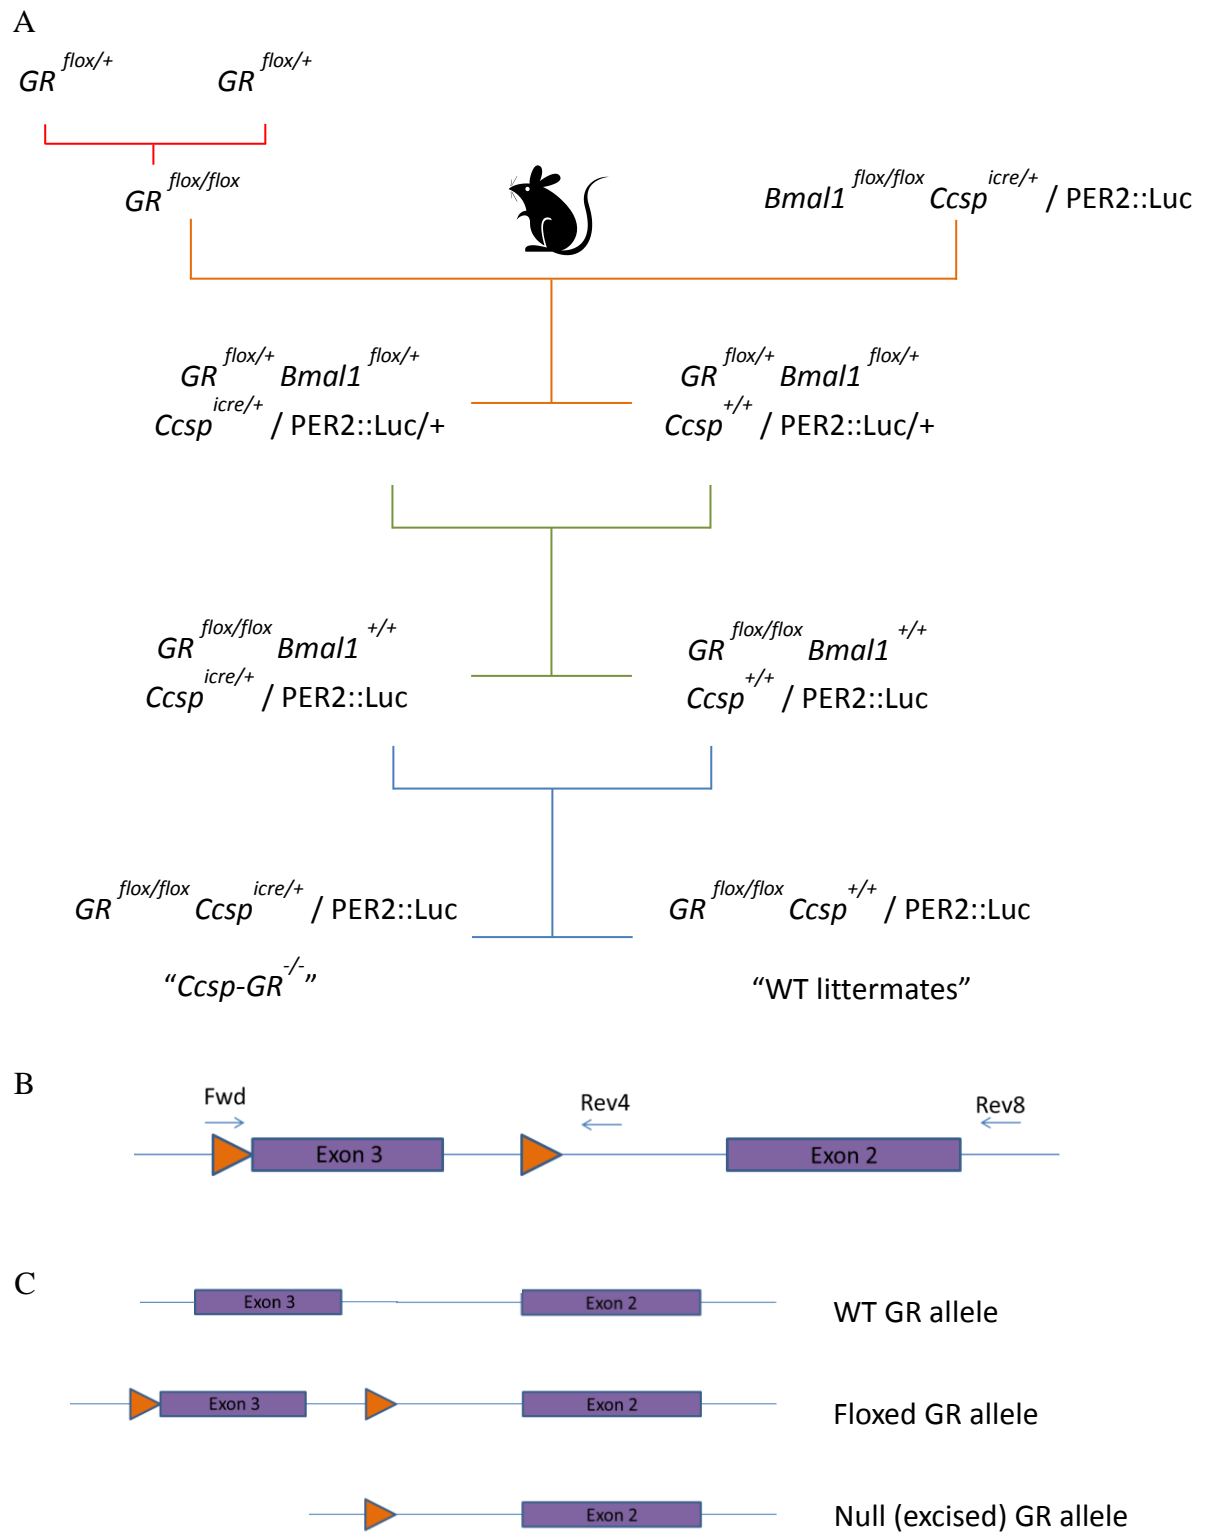 A
GR flox/+ GR flox/+
GR flox/flox
Bmal1 flox/flox Ccsp icre/+ / PER2::Luc
GR flox/+ Bmal1 flox/+
Ccsp icre/+ / PER2::Luc/+
GR flox/+ Bmal1 flox/+
Ccsp +/+ / PER2::Luc/+
GR flox/flox Bmal1 +/+
Ccsp icre/+ / PER2::Luc
GR flox/flox Bmal1 +/+
Ccsp +/+ / PER2::Luc
GR flox/flox Ccsp icre/+ / PER2::Luc
“Ccsp-GR -/-”
GR flox/flox Ccsp +/+ / PER2::Luc
“WT littermates”
B
Fwd Rev4 Rev8
Exon 3 Exon 2
C
Exon 3 Exon 2 WT GR allele
Exon 3 Exon 2 Floxed GR allele
Exon 2 Null (excised) GR allele